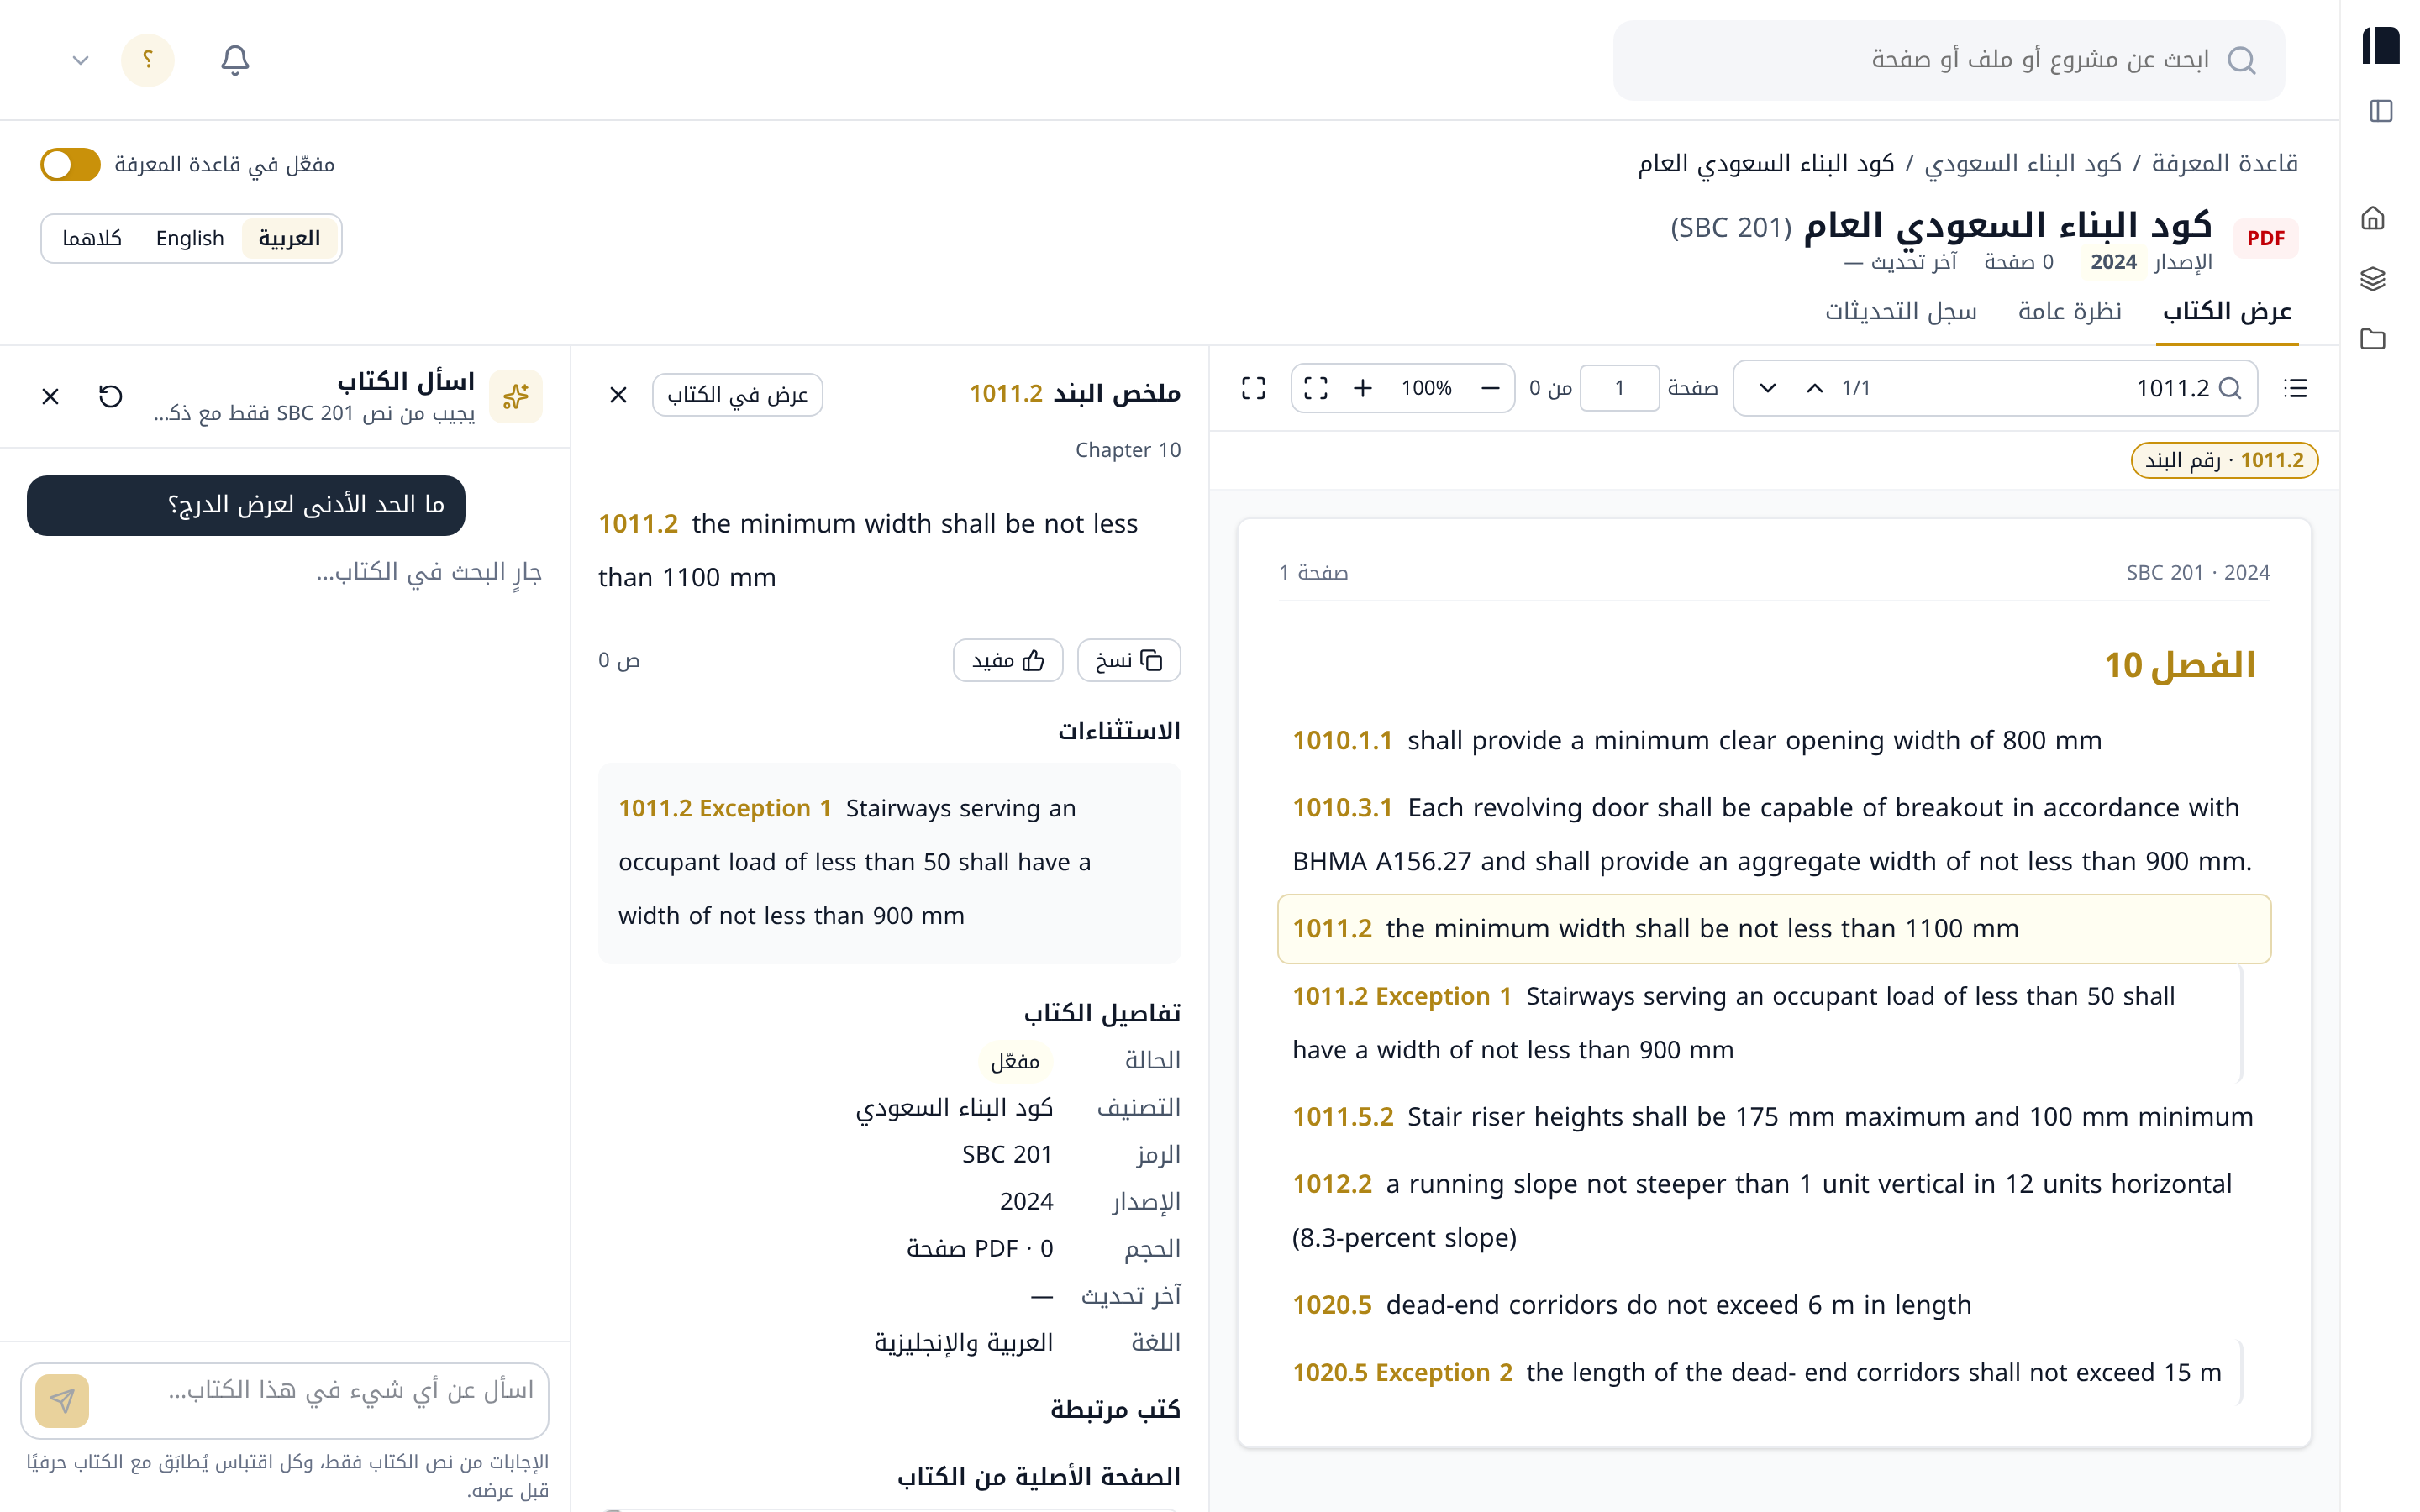 ابحث عن مشروع أو ملف أو صفحة
؟
قاعدة المعرفة / كود البناء السعودي / كود البناء السعودي العام
مفعّل في قاعدة المعرفة
PDF
كود البناء السعودي العام (SBC 201)
الإصدار 2024 0 صفحة آخر تحديث —
العربية English كلاهما
عرض الكتاب نظرة عامة سجل التحديثات
1011.2 1/1 صفحة 1 من 0 100%
1011.2 · رقم البند
SBC 201 · 2024 صفحة 1
الفصل 10
1010.1.1 shall provide a minimum clear opening width of 800 mm
1010.3.1 Each revolving door shall be capable of breakout in accordance with
BHMA A156.27 and shall provide an aggregate width of not less than 900 mm.
1011.2 the minimum width shall be not less than 1100 mm
1011.2 Exception 1 Stairways serving an occupant load of less than 50 shall
have a width of not less than 900 mm
1011.5.2 Stair riser heights shall be 175 mm maximum and 100 mm minimum
1012.2 a running slope not steeper than 1 unit vertical in 12 units horizontal
(8.3-percent slope)
1020.5 dead-end corridors do not exceed 6 m in length
1020.5 Exception 2 the length of the dead- end corridors shall not exceed 15 m
ملخص البند 1011.2
عرض في الكتاب
Chapter 10
1011.2 the minimum width shall be not less
than 1100 mm
نسخ مفيد ص 0
الاستثناءات
1011.2 Exception 1 Stairways serving an
occupant load of less than 50 shall have a
width of not less than 900 mm
تفاصيل الكتاب
الحالة مفعّل
التصنيف كود البناء السعودي
الرمز SBC 201
الإصدار 2024
الحجم PDF · 0 صفحة
آخر تحديث —
اللغة العربية والإنجليزية
كتب مرتبطة
الصفحة الأصلية من الكتاب
اسأل الكتاب
يجيب من نص SBC 201 فقط مع ذك...
ما الحد الأدنى لعرض الدرج؟
جارٍ البحث في الكتاب...
اسأل عن أي شيء في هذا الكتاب...
الإجابات من نص الكتاب فقط، وكل اقتباس يُطابَق مع الكتاب حرفيًا
قبل عرضه.